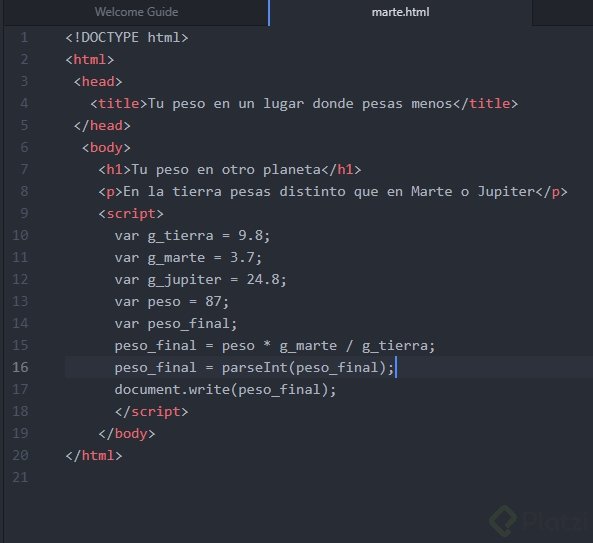 Welcome Guide
marte.html
1 <!DOCTYPE html>
2 <html>
3 <head>
4 <title>Tu peso en un lugar donde pesas menos</title>
5 </head>
6 <body>
7 <h1>Tu peso en otro planeta</h1>
8 <p>En la tierra pesas distinto que en Marte o Jupiter</p>
9 <script>
10 var g_tierra = 9.8;
11 var g_marte = 3.7;
12 var g_jupiter = 24.8;
13 var peso = 87;
14 var peso_final;
15 peso_final = peso * g_marte / g_tierra;
16 peso_final = parseInt(peso_final);
17 document.write(peso_final);
18 </script>
19 </body>
20 </html>
21